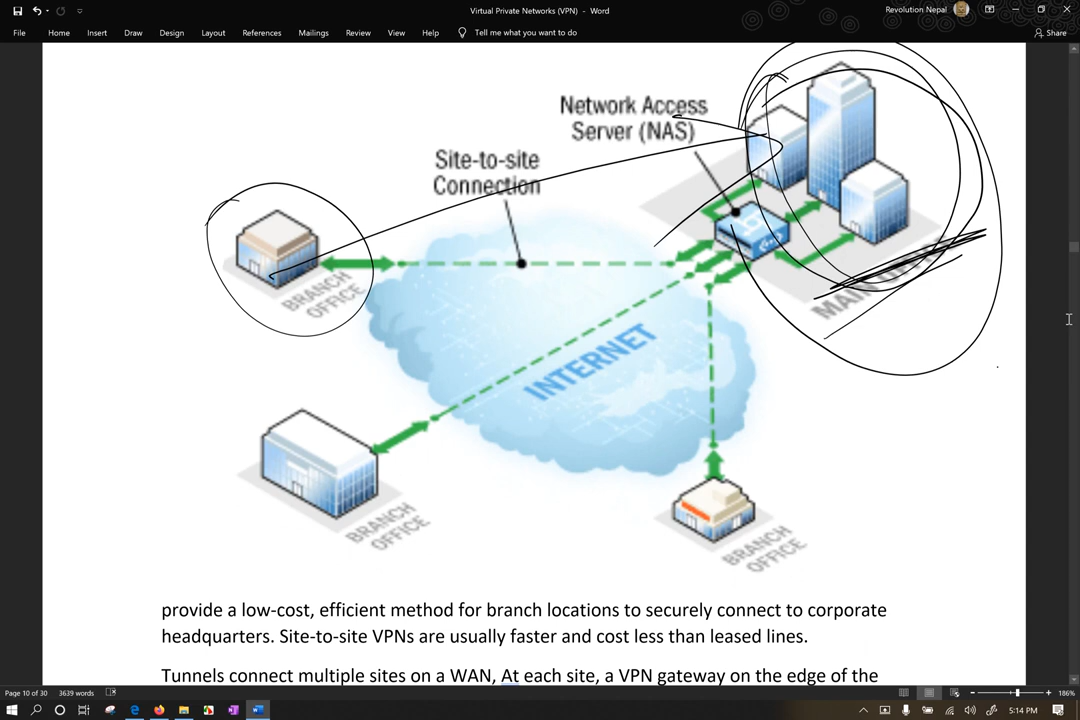 Virtual Private Networks (VPN) - Word
Revolution Nepal
File Home Insert Draw Design Layout References Mailings Review View Help Tell me what you want to do Share
Network Access
Server (NAS)
Site-to-site
Connection
BRANCH
OFFICE
MAIN OFFICE
INTERNET
BRANCH
OFFICE
BRANCH
OFFICE
provide a low-cost, efficient method for branch locations to securely connect to corporate
headquarters. Site-to-site VPNs are usually faster and cost less than leased lines.
Tunnels connect multiple sites on a WAN, At each site, a VPN gateway on the edge of the
Page 10 of 30 3639 words 186%
5:14 PM